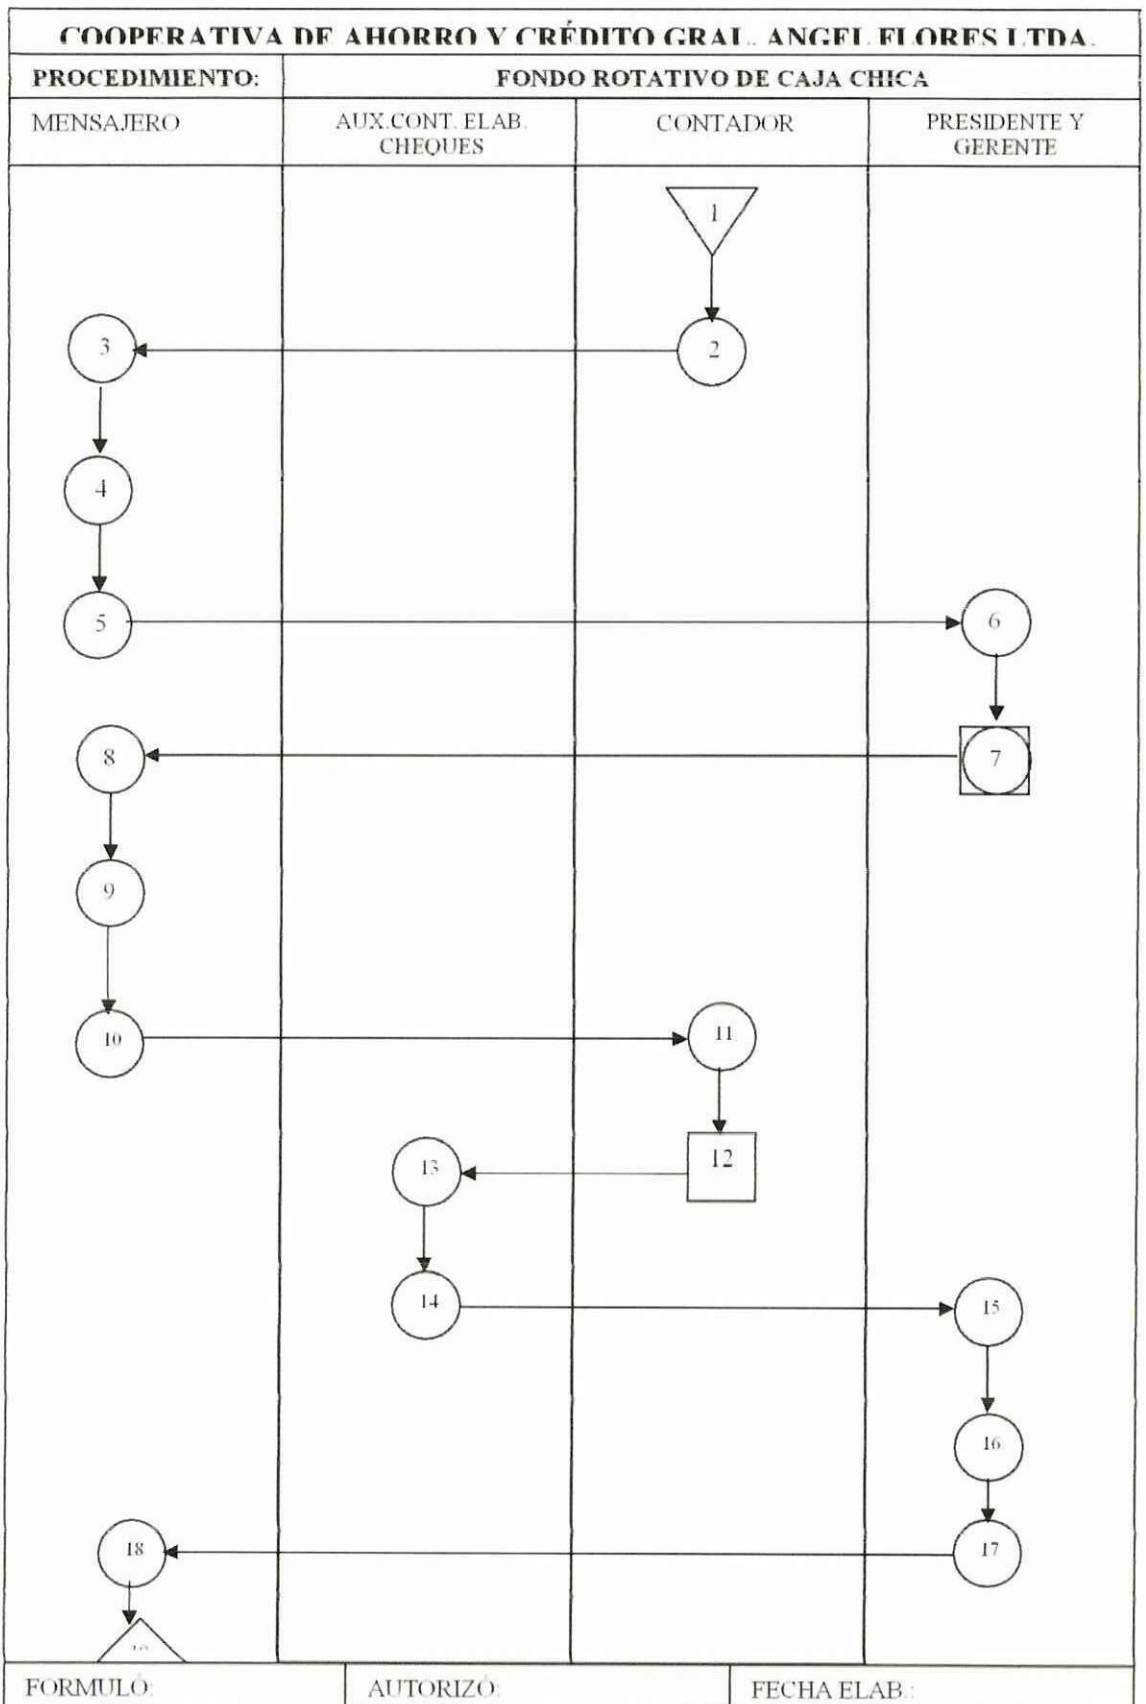 COOPERATIVA DE AHORRO Y CRÉDITO GRAL. ANGEL FLORES LTDA.
PROCEDIMIENTO: FONDO ROTATIVO DE CAJA CHICA
MENSAJERO
AUX.CONT. ELAB.
CHEQUES
CONTADOR
PRESIDENTE Y
GERENTE
1
3
2
4
5
6
8
7
9
10
11
13
12
14
15
16
18
17
FORMULÓ:
AUTORIZÓ:
FECHA ELAB.: